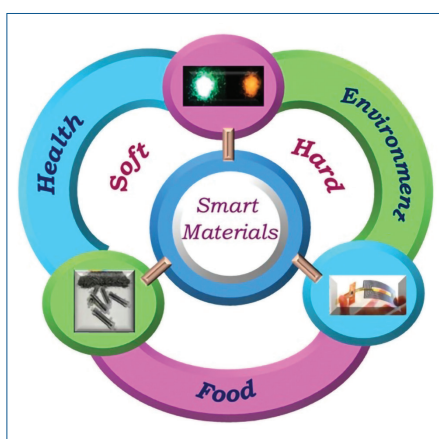 Health
Environment
Soft
Hard
Smart
Materials
Food